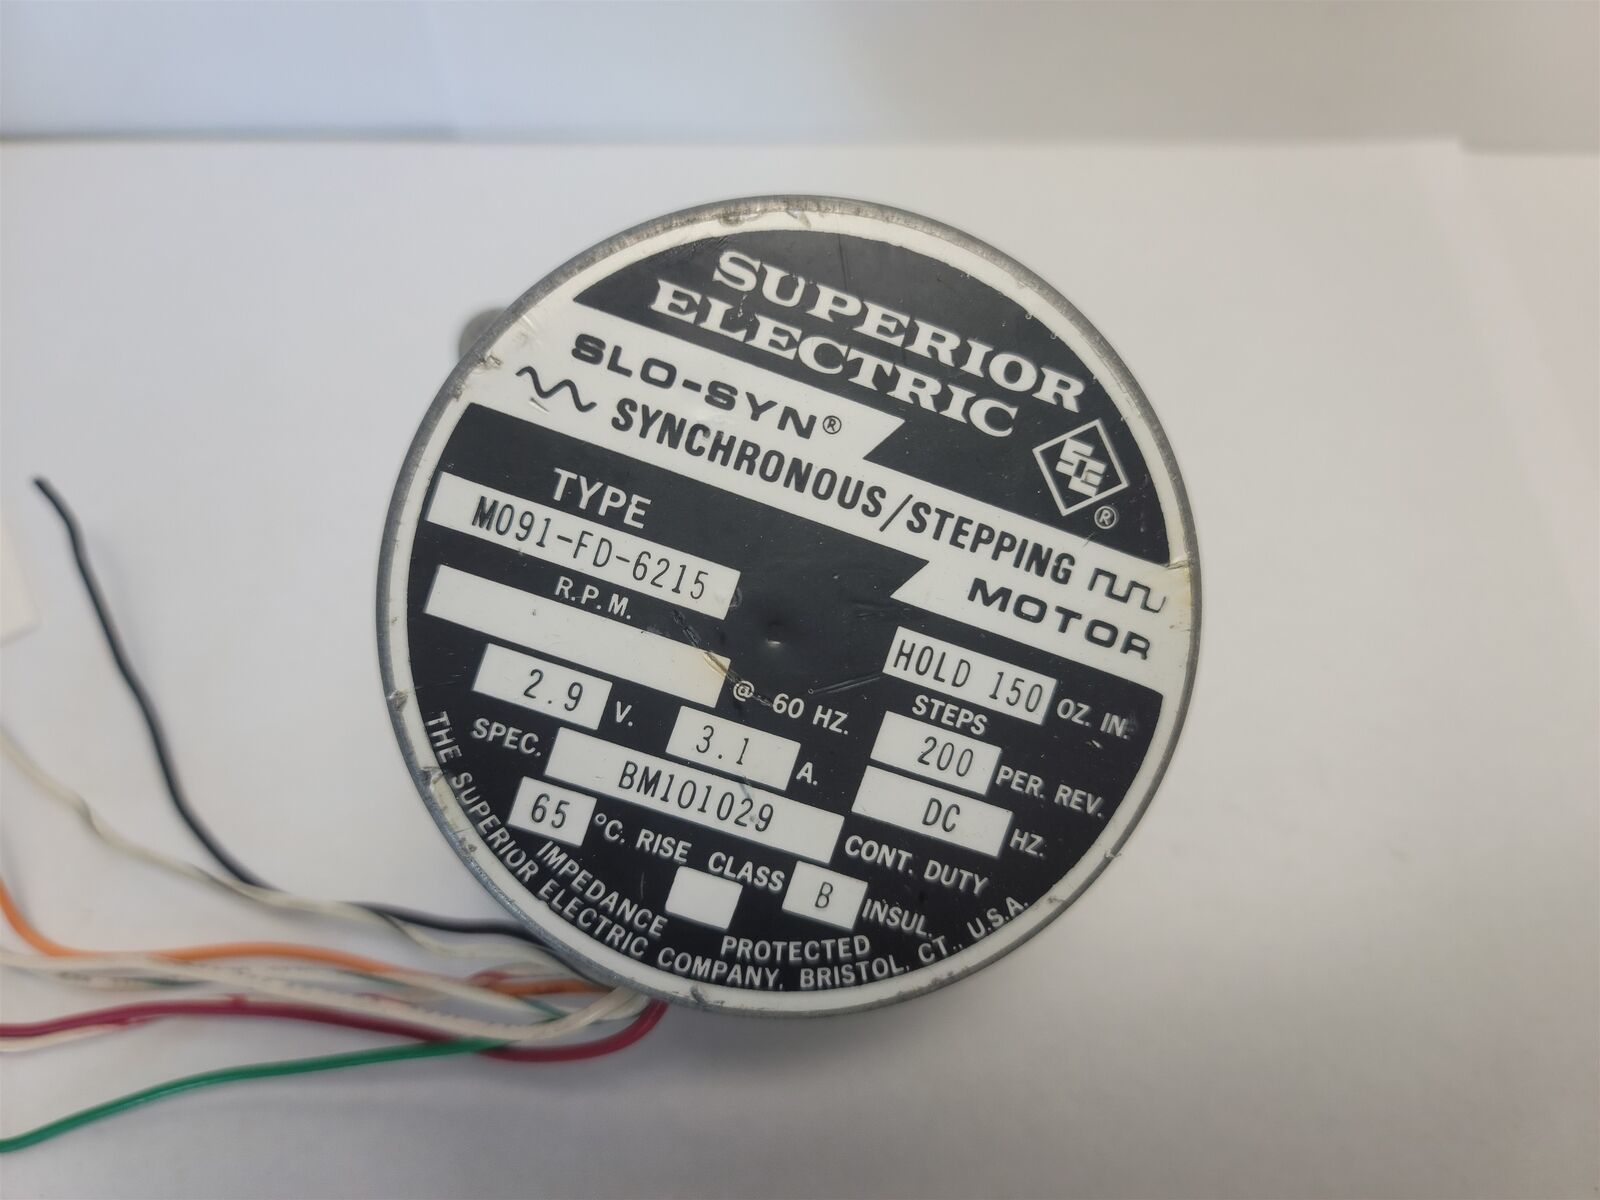 SUPERIOR
ELECTRIC
SLO-SYN®
SYNCHRONOUS/STEPPING
MOTOR
SE ®
TYPE
M091-FD-6215
R.P.M.
@ 60 HZ.
HOLD 150 OZ. IN.
STEPS
200 PER. REV.
2.9 V. 3.1 A.
DC HZ.
SPEC. BM101029 CONT. DUTY
65 °C. RISE CLASS B INSUL.
IMPEDANCE PROTECTED
THE SUPERIOR ELECTRIC COMPANY, BRISTOL, CT., U.S.A.